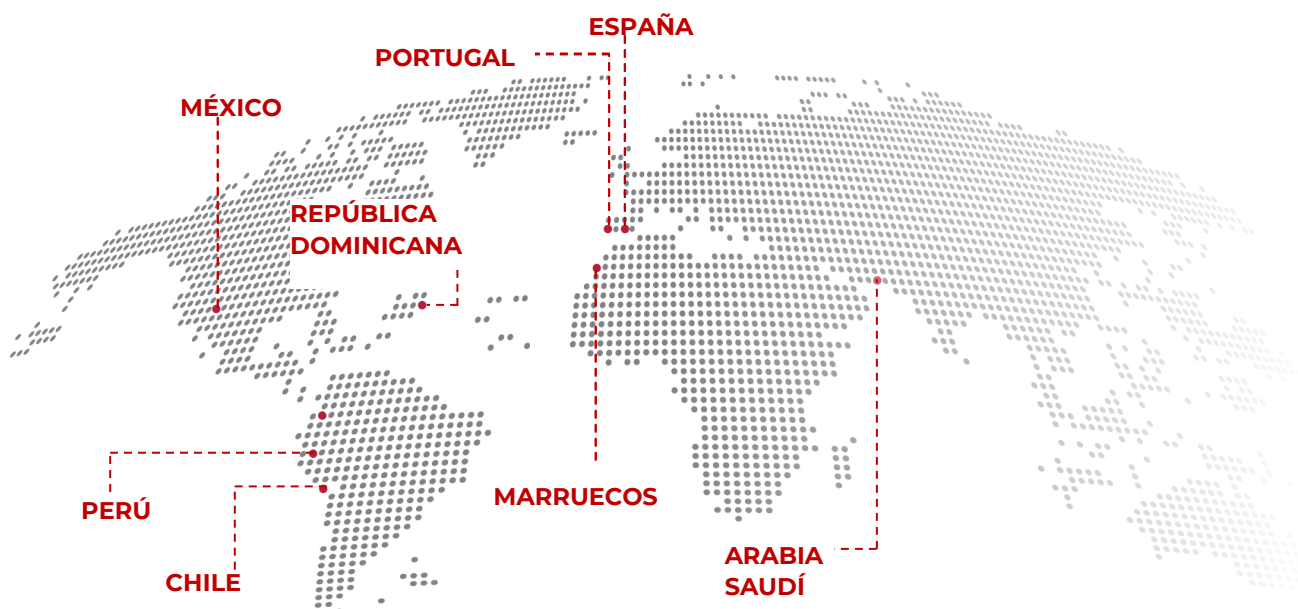 ESPAÑA
PORTUGAL
MÉXICO
REPÚBLICA
DOMINICANA
MARRUECOS
PERÚ
ARABIA
SAUDÍ
CHILE